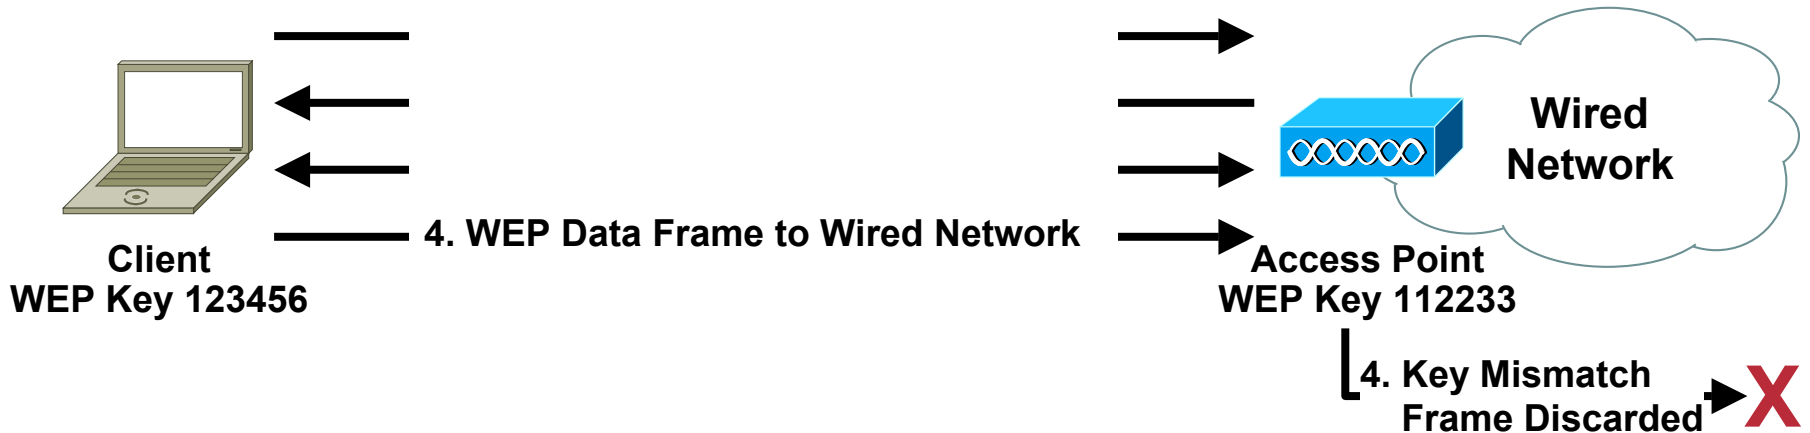 Wired
Network
4. WEP Data Frame to Wired Network
Client
WEP Key 123456
Access Point
WEP Key 112233
4. Key Mismatch
Frame Discarded
X